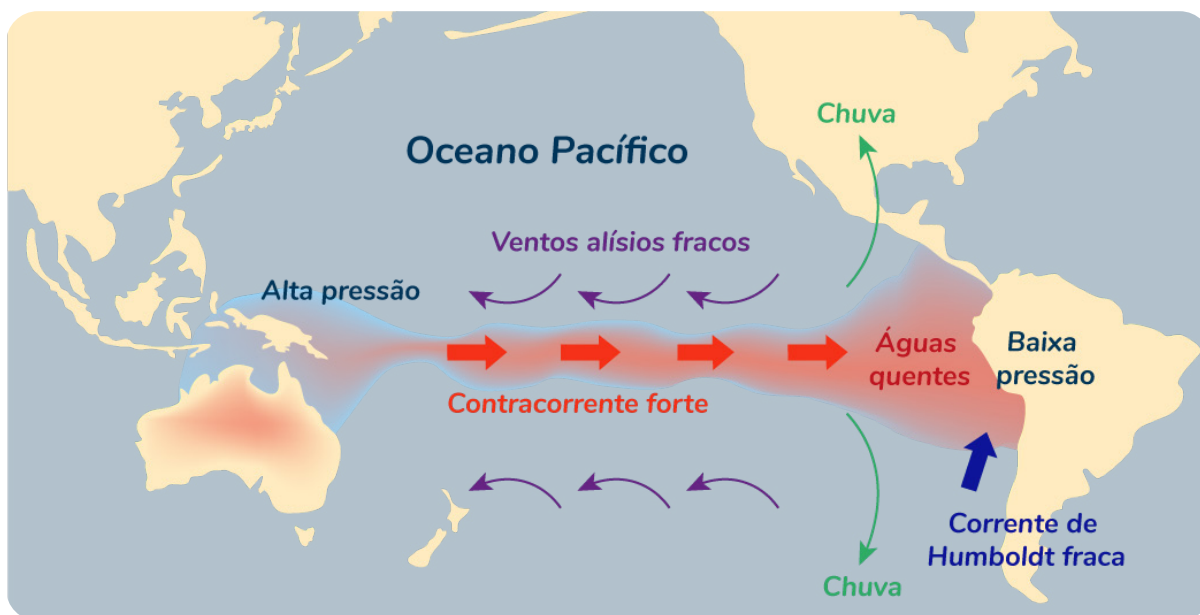 Chuva
Oceano Pacífico
Ventos alísios fracos
Alta pressão
Águas
quentes
Baixa
pressão
Contracorrente forte
Corrente de
Humboldt fraca
Chuva